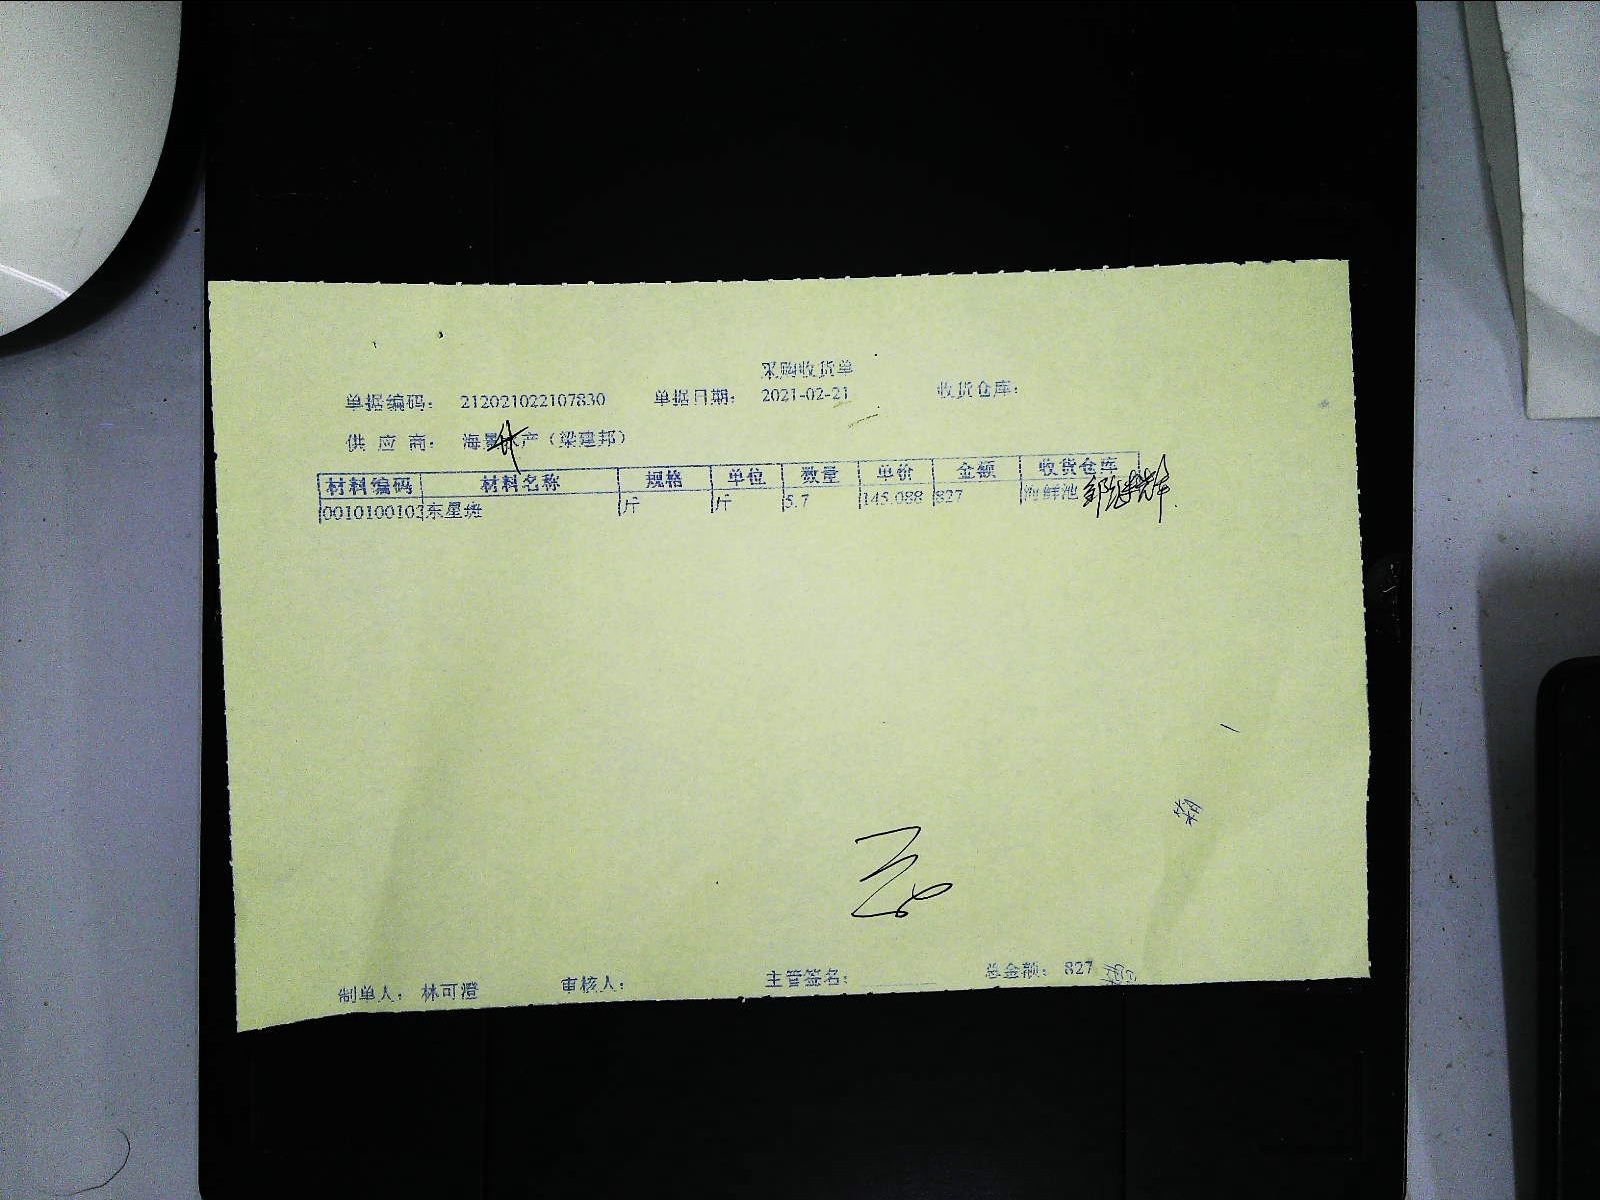 采购收货单
单据编码: 212021022107830 单据日期: 2021-02-21 收货仓库:
供 应 商: 海景水产（梁建邦）
材料编码 材料名称 规格 单位 数量 单价 金额 收货仓库
0010100103 东星斑 斤 斤 5.7 145.088 827 海鲜池
制单人: 林可澄 审核人: 主管签名: 总金额: 827